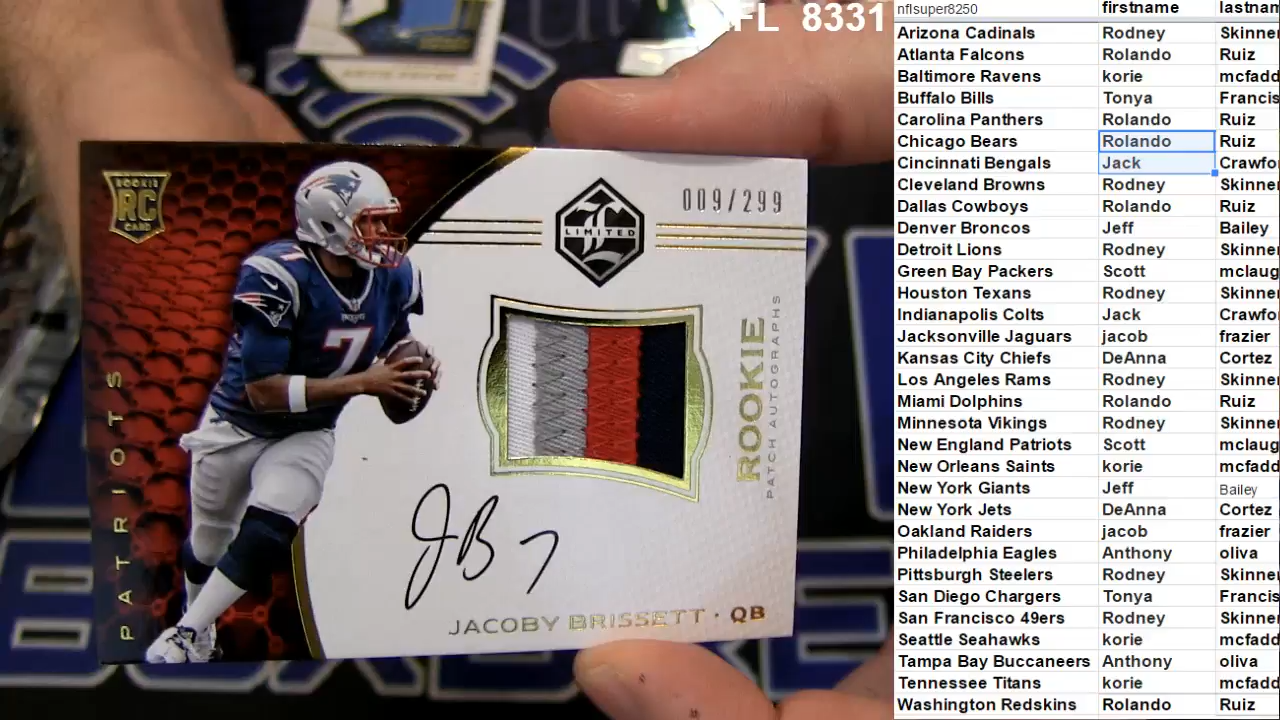 NFL 8331
009/299
ROOKIE
RC
CARD
LIMITED
PATRIOTS
7
ROOKIE
PATCH AUTOGRAPHS
JB 7
JACOBY BRISSETT · QB
nflsuper8250 firstname lastnam
Arizona Cadinals Rodney Skinner
Atlanta Falcons Rolando Ruiz
Baltimore Ravens korie mcfadd
Buffalo Bills Tonya Francis
Carolina Panthers Rolando Ruiz
Chicago Bears Rolando Ruiz
Cincinnati Bengals Jack Crawfo
Cleveland Browns Rodney Skinner
Dallas Cowboys Rolando Ruiz
Denver Broncos Jeff Bailey
Detroit Lions Rodney Skinner
Green Bay Packers Scott mclaug
Houston Texans Rodney Skinner
Indianapolis Colts Jack Crawfo
Jacksonville Jaguars jacob frazier
Kansas City Chiefs DeAnna Cortez
Los Angeles Rams Rodney Skinner
Miami Dolphins Rolando Ruiz
Minnesota Vikings Rodney Skinner
New England Patriots Scott mclaug
New Orleans Saints korie mcfadd
New York Giants Jeff Bailey
New York Jets DeAnna Cortez
Oakland Raiders jacob frazier
Philadelphia Eagles Anthony oliva
Pittsburgh Steelers Rodney Skinner
San Diego Chargers Tonya Francis
San Francisco 49ers Rodney Skinner
Seattle Seahawks korie mcfadd
Tampa Bay Buccaneers Anthony oliva
Tennessee Titans korie mcfadd
Washington Redskins Rolando Ruiz